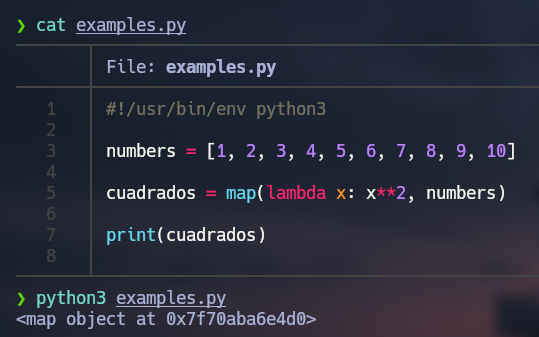 ❯ cat examples.py
File: examples.py
1 #!/usr/bin/env python3
2
3 numbers = [1, 2, 3, 4, 5, 6, 7, 8, 9, 10]
4
5 cuadrados = map(lambda x: x**2, numbers)
6
7 print(cuadrados)
8
❯ python3 examples.py
<map object at 0x7f70aba6e4d0>